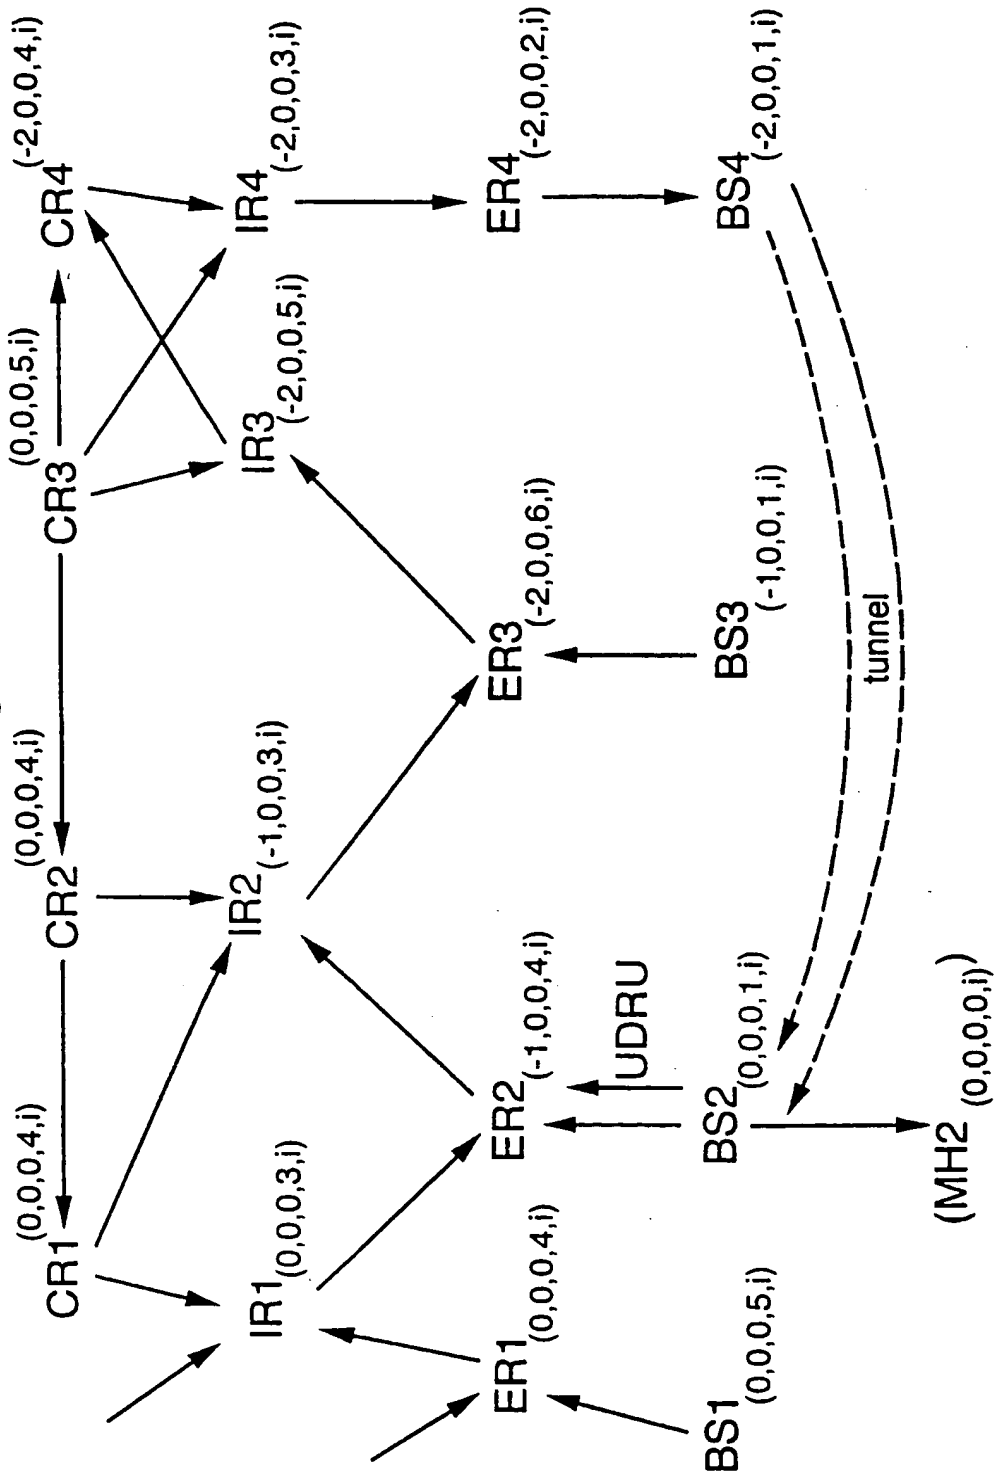 CR1 (0,0,0,4,i)
CR2 (0,0,0,4,i)
CR3 (0,0,0,5,i)
CR4 (-2,0,0,4,i)
IR1 (0,0,0,3,i)
IR2 (-1,0,0,3,i)
IR3 (-2,0,0,5,i)
IR4 (-2,0,0,3,i)
ER1 (0,0,0,4,i)
ER2 (-1,0,0,4,i)
ER3 (-2,0,0,6,i)
ER4 (-2,0,0,2,i)
UDRU
BS1 (0,0,0,5,i)
BS2 (0,0,0,1,i)
BS3 (-1,0,0,1,i)
BS4 (-2,0,0,1,i)
tunnel
(MH2 (0,0,0,0,i))